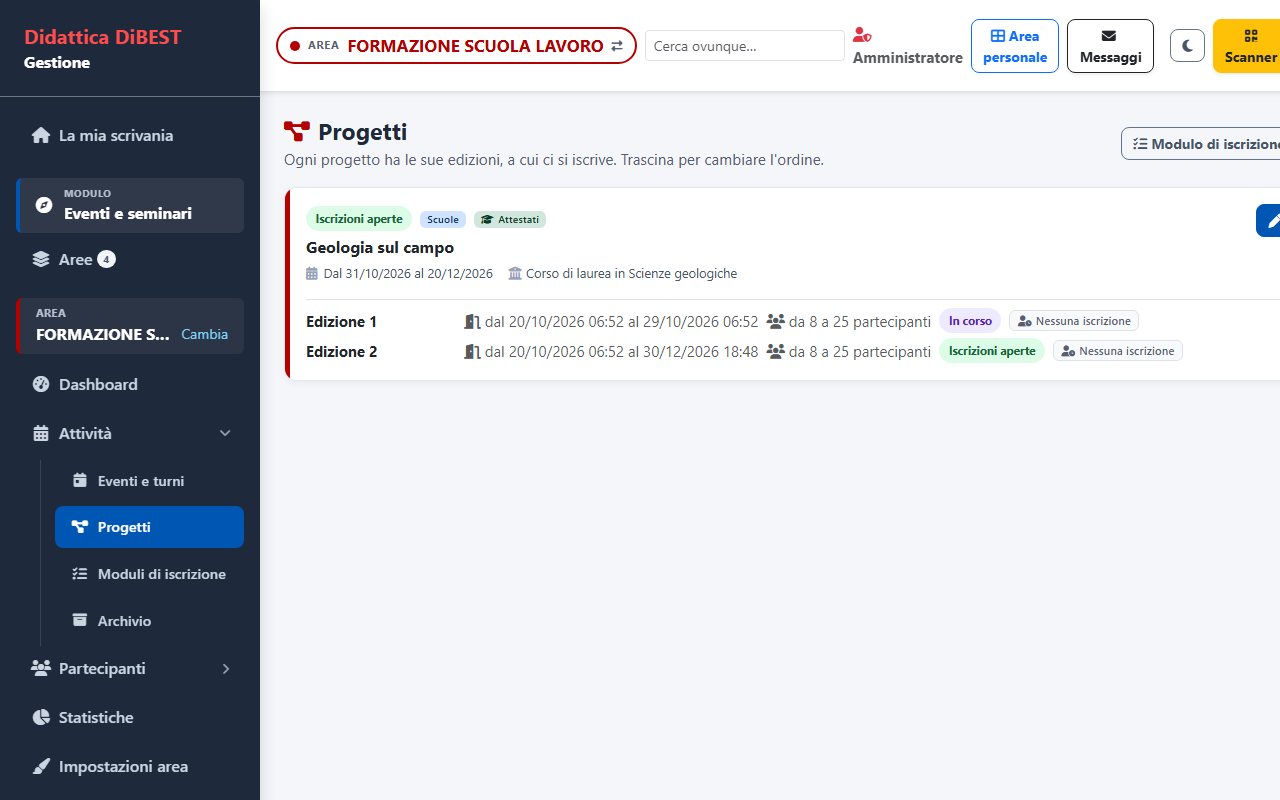 Didattica DiBEST
Gestione
La mia scrivania
MODULO
Eventi e seminari
Aree 4
AREA
FORMAZIONE S... Cambia
Dashboard
Attività
Eventi e turni
Progetti
Moduli di iscrizione
Archivio
Partecipanti
Statistiche
Impostazioni area
AREA FORMAZIONE SCUOLA LAVORO
Cerca ovunque...
Amministratore
Area personale
Messaggi
Scanner
Progetti
Ogni progetto ha le sue edizioni, a cui ci si iscrive. Trascina per cambiare l'ordine.
Modulo di iscrizione
Iscrizioni aperte Scuole Attestati
Geologia sul campo
Dal 31/10/2026 al 20/12/2026 Corso di laurea in Scienze geologiche
Edizione 1 dal 20/10/2026 06:52 al 29/10/2026 06:52 da 8 a 25 partecipanti In corso Nessuna iscrizione
Edizione 2 dal 20/10/2026 06:52 al 30/12/2026 18:48 da 8 a 25 partecipanti Iscrizioni aperte Nessuna iscrizione